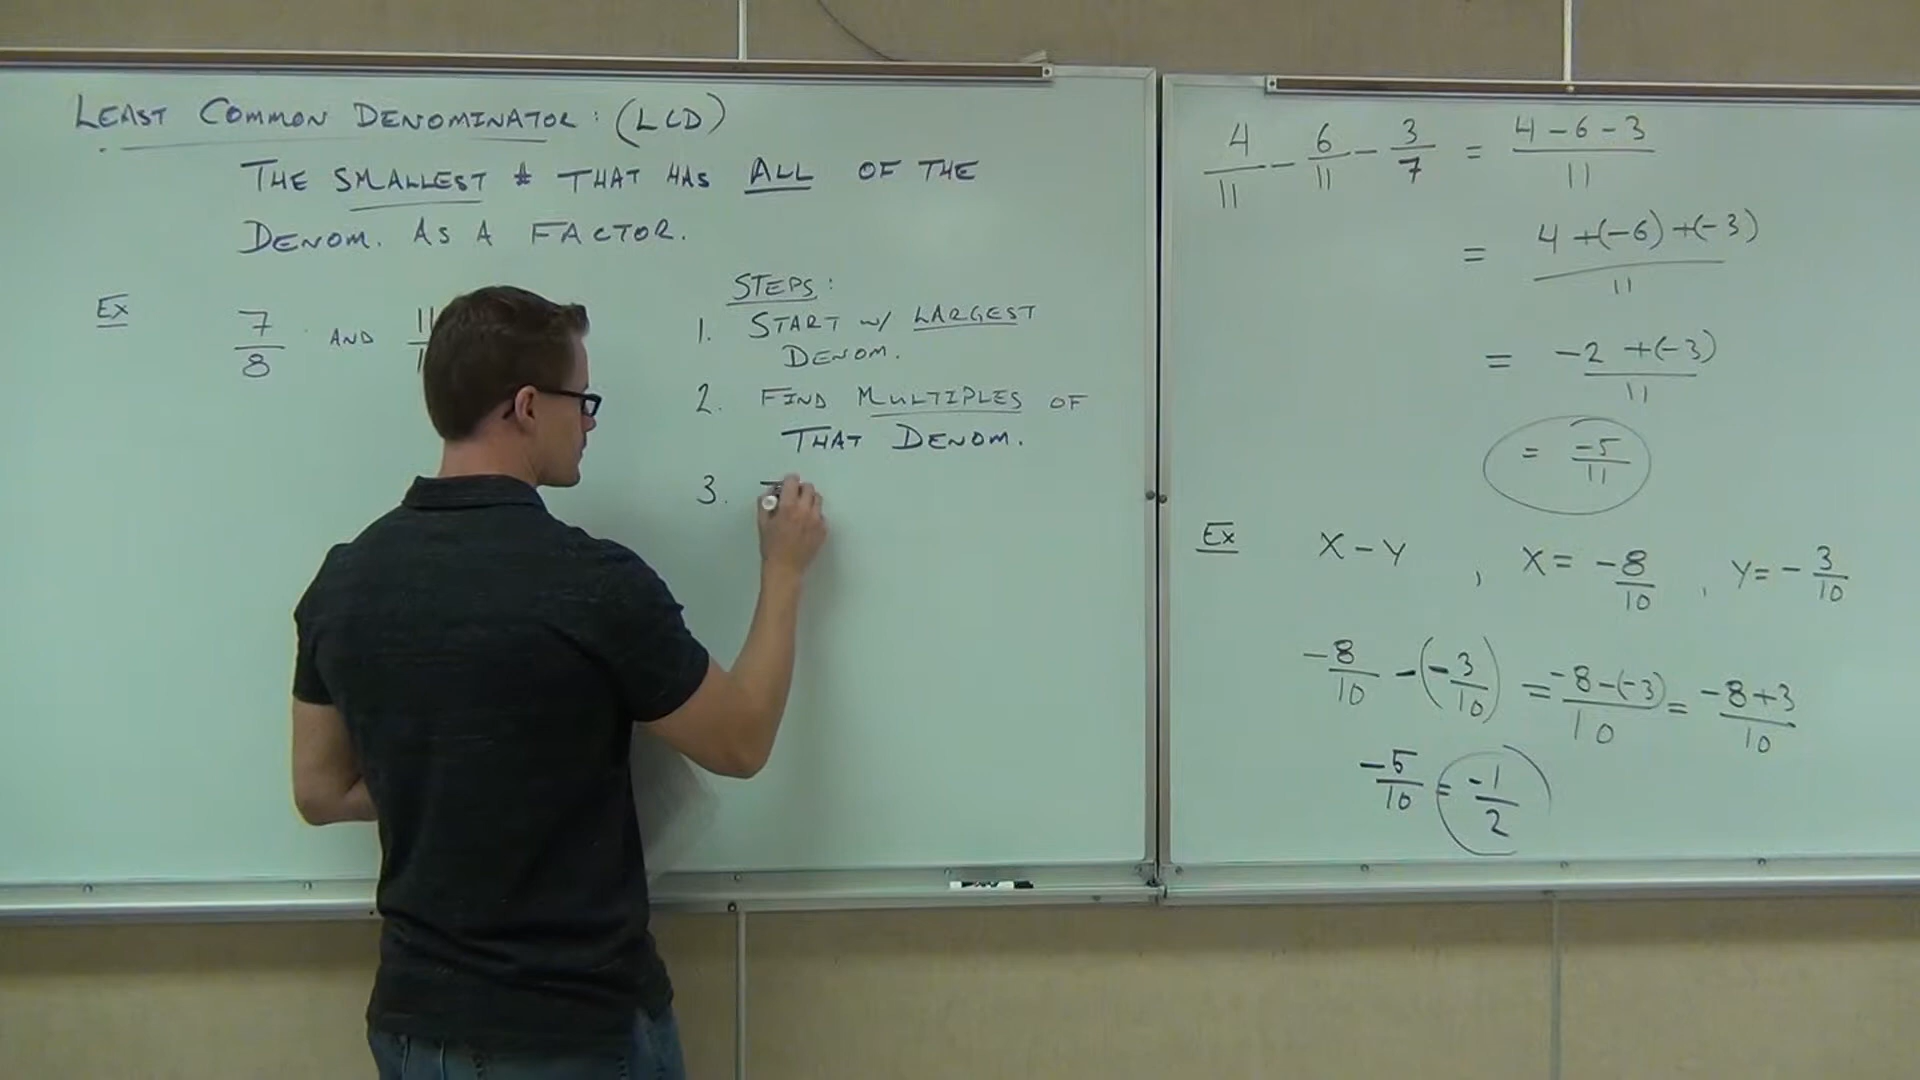 LEAST COMMON DENOMINATOR: (LCD)
THE SMALLEST # THAT HAS ALL OF THE
DENOM. AS A FACTOR.
Ex 7/8 AND 11/
STEPS:
1. START w/ LARGEST
DENOM.
2. FIND MULTIPLES OF
THAT DENOM.
3.
4/11 - 6/11 - 3/7 = 4-6-3/11
= 4+(-6)+(-3)/11
= -2+(-3)/11
= -5/11
Ex X-Y , X= -8/10 , Y= -3/10
-8/10 - (-3/10) = -8-(-3)/10 = -8+3/10
-5/10 = -1/2